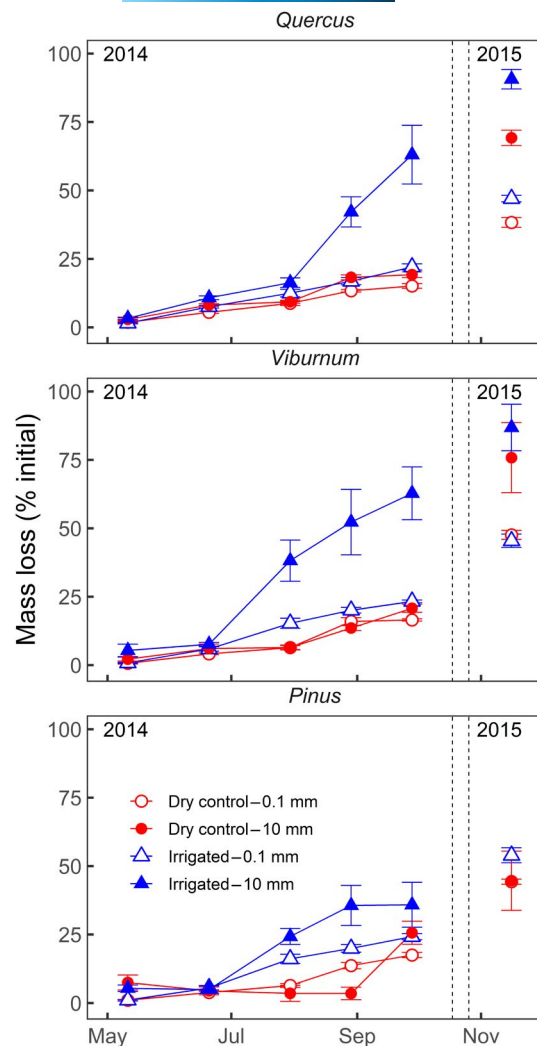 Quercus
2014
2015
100
75
50
25
0
Viburnum
2014
2015
100
75
50
25
0
Mass loss (% initial)
Pinus
2014
2015
100
75
50
25
0
Dry control–0.1 mm
Dry control–10 mm
Irrigated–0.1 mm
Irrigated–10 mm
May Jul Sep Nov